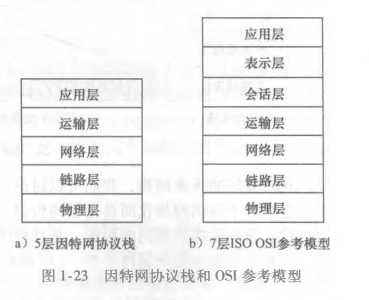 应用层
运输层
网络层
链路层
物理层
a）5层因特网协议栈
应用层
表示层
会话层
运输层
网络层
链路层
物理层
b）7层ISO OSI参考模型
图 1-23 因特网协议栈和 OSI 参考模型